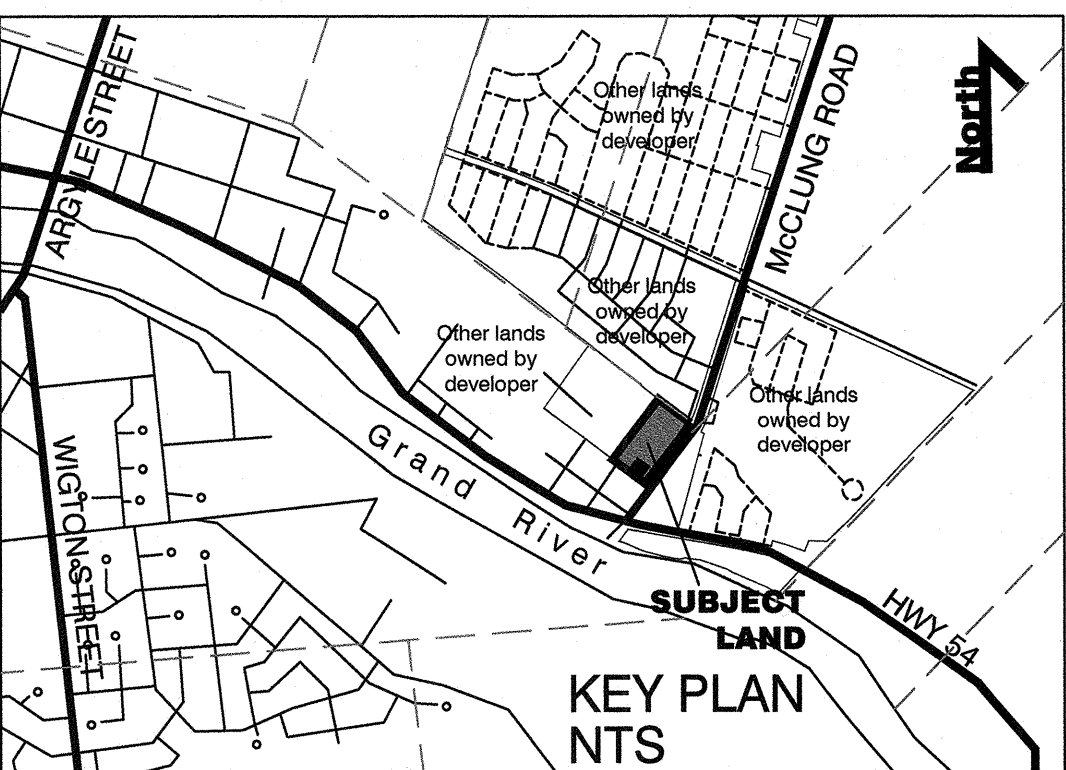 ARGYLE STREET
Other lands
owned by
developer
McCLUNG ROAD
North
Other lands
owned by
developer
Other lands
owned by
developer
Other lands
owned by
developer
Grand River
WIGTON STREET
SUBJECT
LAND
HWY 54
KEY PLAN
NTS